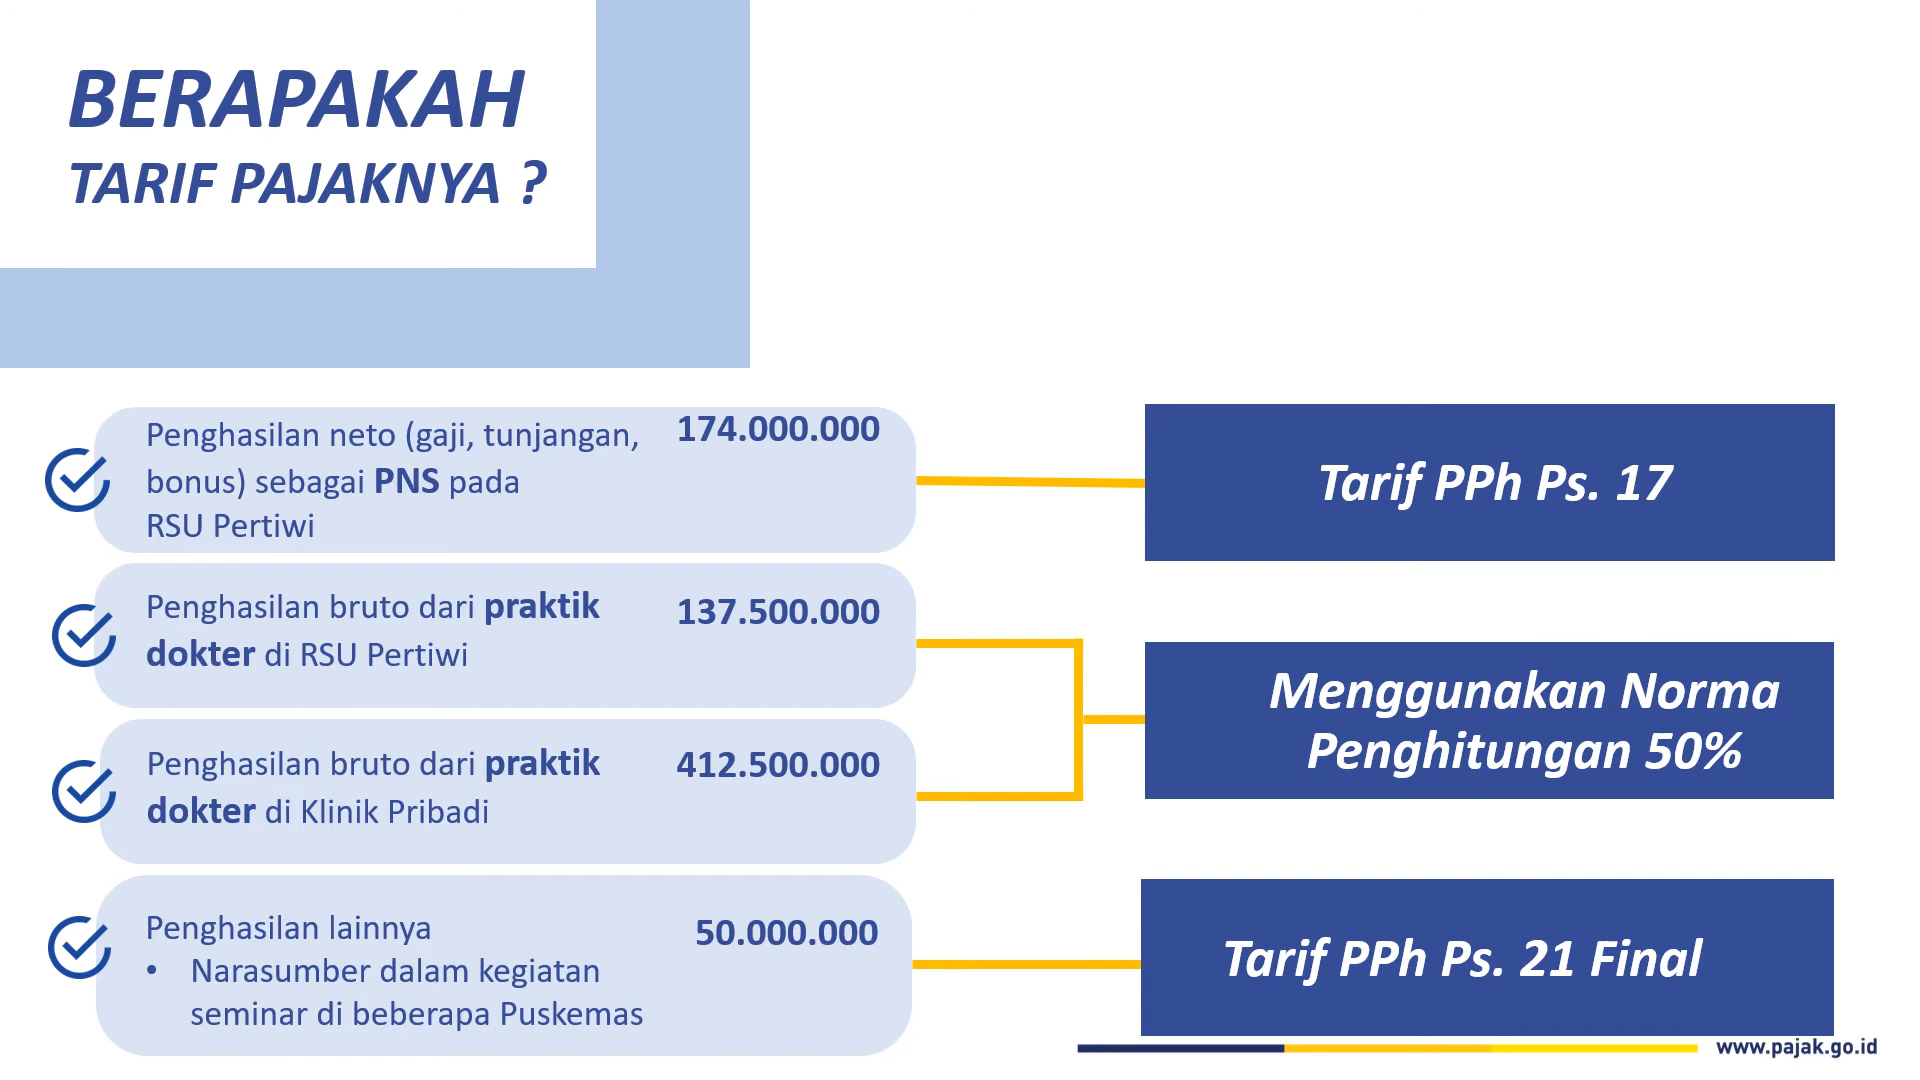 BERAPAKAH
TARIF PAJAKNYA ?
Penghasilan neto (gaji, tunjangan,
bonus) sebagai PNS pada
RSU Pertiwi
174.000.000
Tarif PPh Ps. 17
Penghasilan bruto dari praktik
dokter di RSU Pertiwi
137.500.000
Penghasilan bruto dari praktik
dokter di Klinik Pribadi
412.500.000
Menggunakan Norma
Penghitungan 50%
Penghasilan lainnya
• Narasumber dalam kegiatan
seminar di beberapa Puskemas
50.000.000
Tarif PPh Ps. 21 Final
www.pajak.go.id